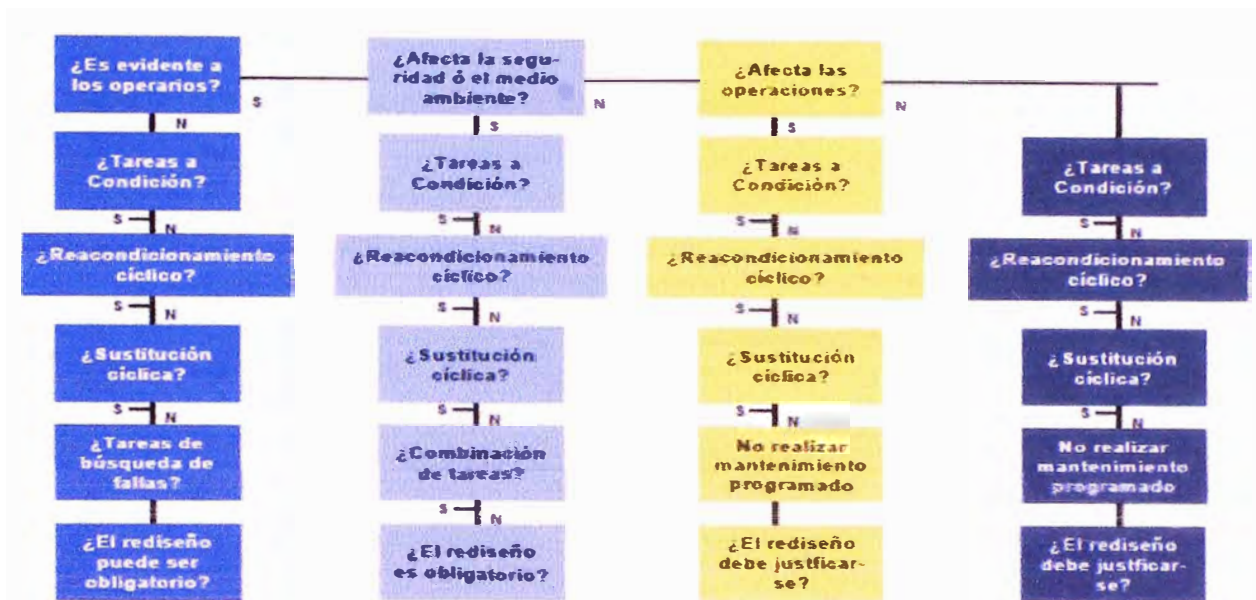 ¿Es evidente a
los operarios?
S
N
¿Tareas a
Condición?
S
N
¿Reacondicionamiento
cíclico?
S
N
¿Sustitución
cíclica?
S
N
¿Tareas de
búsqueda de
fallas?
¿El rediseño
puede ser
obligatorio?
¿Afecta la segu-
ridad ó el medio
ambiente?
N
S
¿Tareas a
Condición?
S
N
¿Reacondicionamiento
cíclico?
S
N
¿Sustitución
cíclica?
S
N
¿Combinación
de tareas?
S
N
¿El rediseño
es obligatorio?
¿Afecta las
operaciones?
N
S
¿Tareas a
Condición?
S
N
¿Reacondicionamiento
cíclico?
S
N
¿Sustitución
cíclica?
S
N
No realizar
mantenimiento
programado
¿El rediseño
debe justficar-
se?
¿Tareas a
Condición?
S
N
¿Reacondicionamiento
cíclico?
S
N
¿Sustitución
cíclica?
S
N
No realizar
mantenimiento
programado
¿El rediseño
debe justficar-
se?